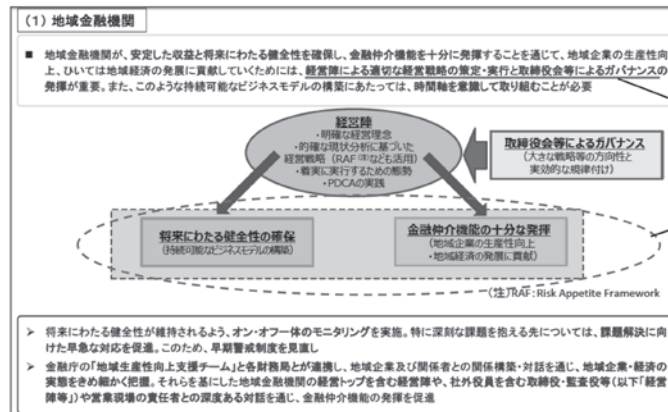 (1) 地域金融機関
■ 地域金融機関が、安定した収益と将来にわたる健全性を確保し、金融仲介機能を十分に発揮することを通じて、地域企業の生産性向
上、ひいては地域経済の発展に貢献していくためには、経営陣による適切な経営戦略の策定・実行と取締役会等によるガバナンスの
発揮が重要。また、このような持続可能なビジネスモデルの構築にあたっては、時間軸を意識して取り組むことが必要
経営陣
・明確な経営理念
・的確な現状分析に基づいた
経営戦略（RAF（注）なども活用）
・着実に実行するための態勢
・PDCAの実践
取締役会等によるガバナンス
（大きな戦略等の方向性と
実効的な規律付け）
将来にわたる健全性の確保
（持続可能なビジネスモデルの構築）
金融仲介機能の十分な発揮
（地域企業の生産性向上
・地域経済の発展に貢献）
（注）RAF：Risk Appetite Framework
➢ 将来にわたる健全性が維持されるよう、オン・オフ一体のモニタリングを実施。特に深刻な課題を抱える先については、課題解決に向
けた早急な対応を促進。このため、早期警戒制度を見直し
➢ 金融庁の「地域生産性向上支援チーム」と各財務局とが連携し、地域企業及び関係者との関係構築・対話を通じ、地域企業・経済の
実態をきめ細かく把握。それらを基にした地域金融機関の経営トップを含む経営陣や、社外役員を含む取締役・監査役等（以下「経営
陣等」）や営業現場の責任者との深度ある対話を通じ、金融仲介機能の発揮を促進